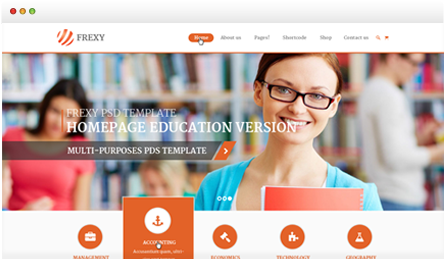 FREXY
Home About us Pages! Shortcode Shop Contact us
FREXY PSD TEMPLATE
HOMEPAGE EDUCATION VERSION
MULTI-PURPOSES PDS TEMPLATE
ACCOUNTING
MANAGEMENT ECONOMICS TECHNOLOGY GEOGRAPHY